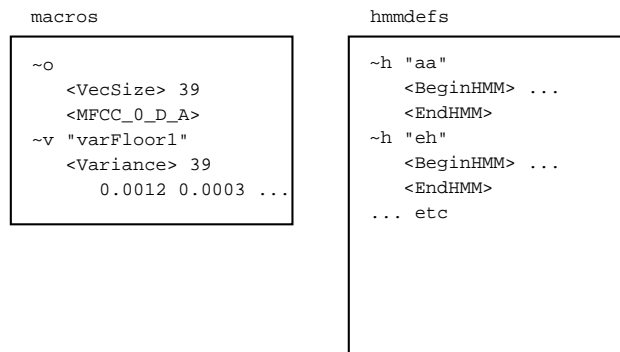 macros
~o
<VecSize> 39
<MFCC_0_D_A>
~v "varFloor1"
<Variance> 39
0.0012 0.0003 ...
hmmdefs
~h "aa"
<BeginHMM> ...
<EndHMM>
~h "eh"
<BeginHMM> ...
<EndHMM>
... etc